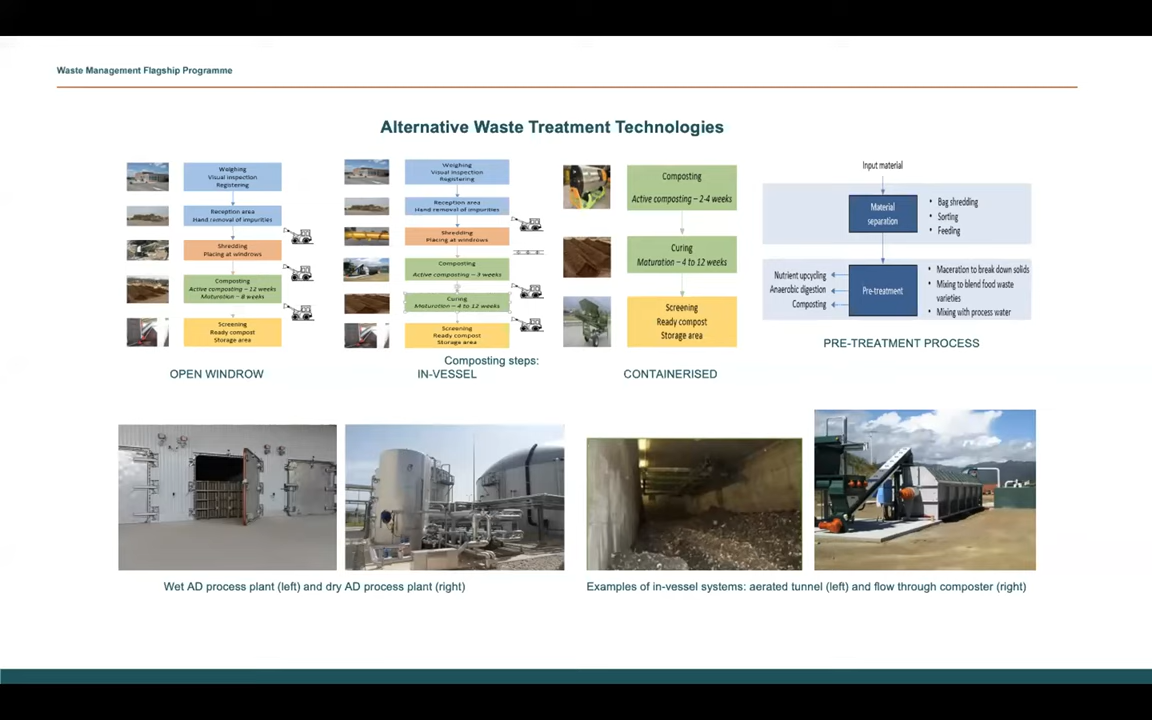 Waste Management Flagship Programme
Alternative Waste Treatment Technologies
Weighing
Visual inspection
Registering
Reception area
Hand removal of impurities
Shredding
Placing at windrows
Composting
Active composting – 12 weeks
Maturation – 8 weeks
Screening
Ready compost
Storage area
OPEN WINDROW
Weighing
Visual inspection
Registering
Reception area
Hand removal of impurities
Shredding
Placing at windrows
Composting
Active composting – 3 weeks
Curing
Maturation – 4 to 12 weeks
Screening
Ready compost
Storage area
Composting steps:
IN-VESSEL
Composting
Active composting – 2-4 weeks
Curing
Maturation – 4 to 12 weeks
Screening
Ready compost
Storage area
CONTAINERISED
Input material
Material
separation
• Bag shredding
• Sorting
• Feeding
Nutrient upcycling
Anaerobic digestion
Composting
Pre-treatment
• Maceration to break down solids
• Mixing to blend food waste
varieties
• Mixing with process water
PRE-TREATMENT PROCESS
Wet AD process plant (left) and dry AD process plant (right)
Examples of in-vessel systems: aerated tunnel (left) and flow through composter (right)